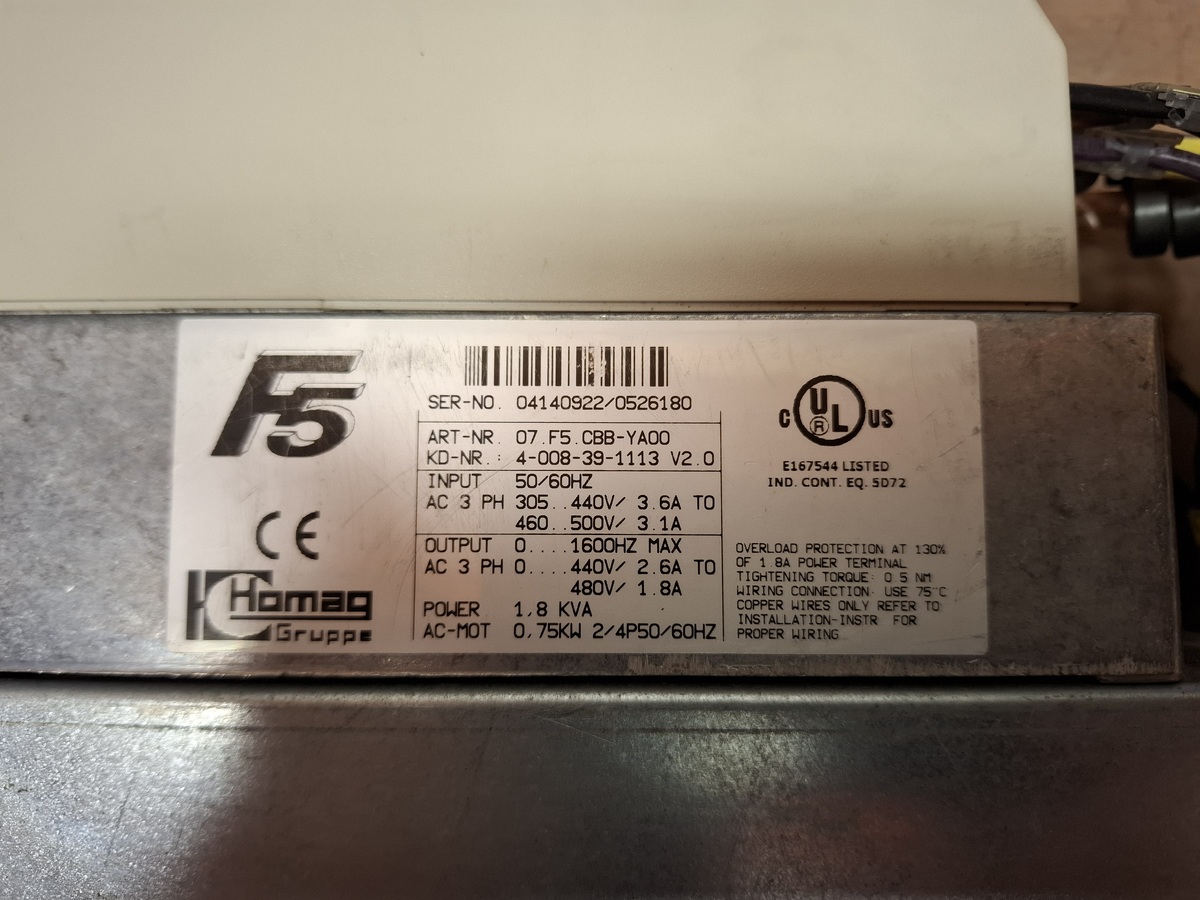 F5
SER-NO. 04140922/0526180
ART-NR. 07.F5.CBB-YA00
KD-NR.: 4-008-39-1113 V2.0
INPUT 50/60HZ
AC 3 PH 305..440V/ 3.6A TO
460..500V/ 3.1A
OUTPUT 0....1600HZ MAX
AC 3 PH 0....440V/ 2.6A TO
480V/ 1.8A
POWER 1,8 KVA
AC-MOT 0,75KW 2/4P50/60HZ
CE
Homag
Gruppe
C UL US
®
E167544 LISTED
IND. CONT. EQ. 5D72
OVERLOAD PROTECTION AT 130%
OF 1.8A POWER TERMINAL
TIGHTENING TORQUE: 0.5 NM
WIRING CONNECTION: USE 75°C
COPPER WIRES ONLY REFER TO
INSTALLATION-INSTR. FOR
PROPER WIRING